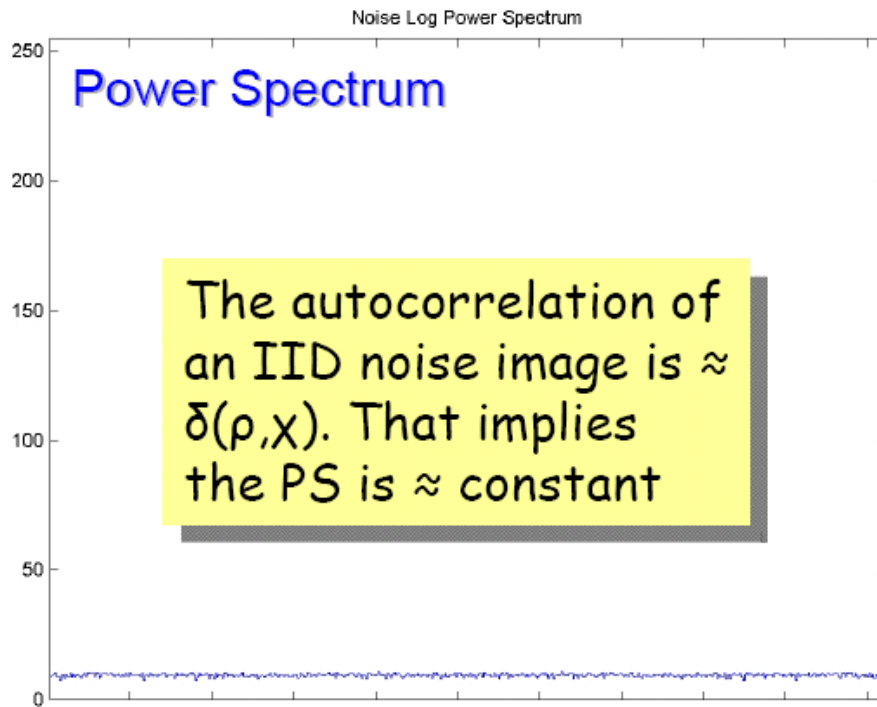 Noise Log Power Spectrum
250
Power Spectrum
200
The autocorrelation of
150
an IID noise image is ≈
δ(ρ,χ). That implies
100
the PS is ≈ constant
50
0